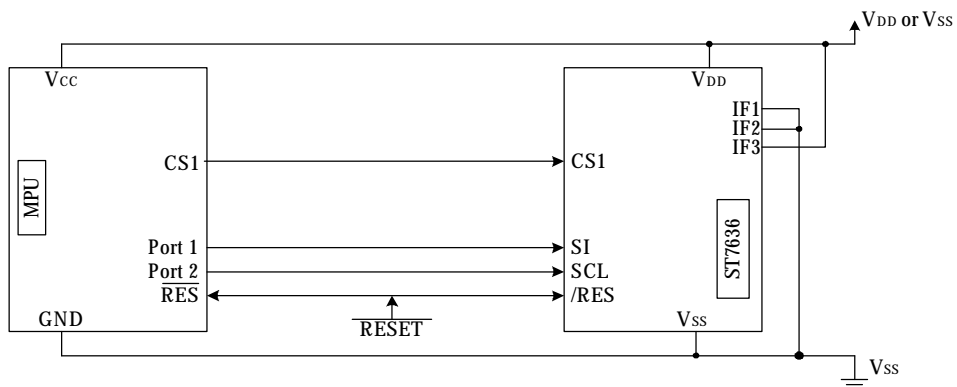 VDD or VSS
VCC
VDD
IF1
IF2
IF3
CS1
CS1
MPU
ST7636
Port 1
SI
Port 2
SCL
RES
/RES
RESET
GND
VSS
VSS